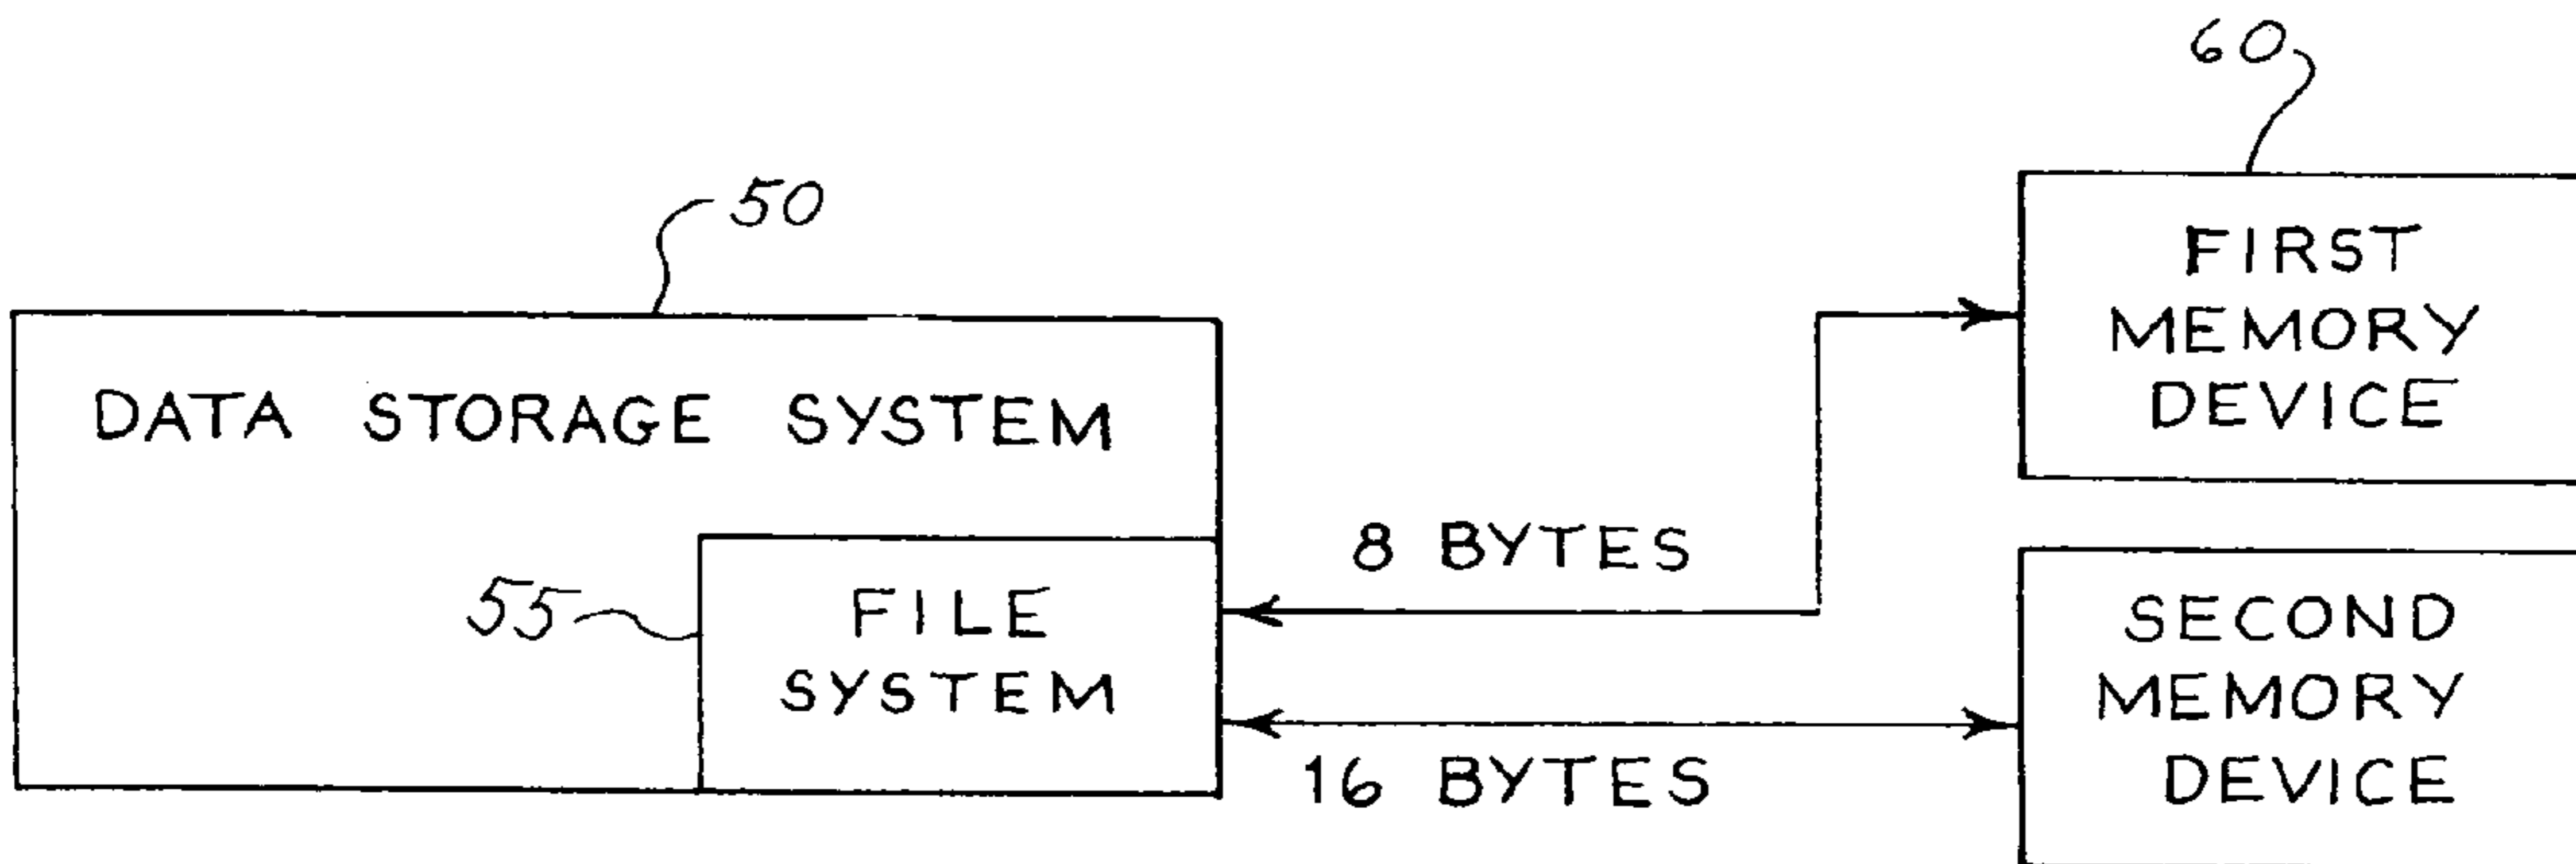 60
50
FIRST
MEMORY
DEVICE
DATA STORAGE SYSTEM
8 BYTES
55
FILE
SYSTEM
SECOND
MEMORY
DEVICE
16 BYTES